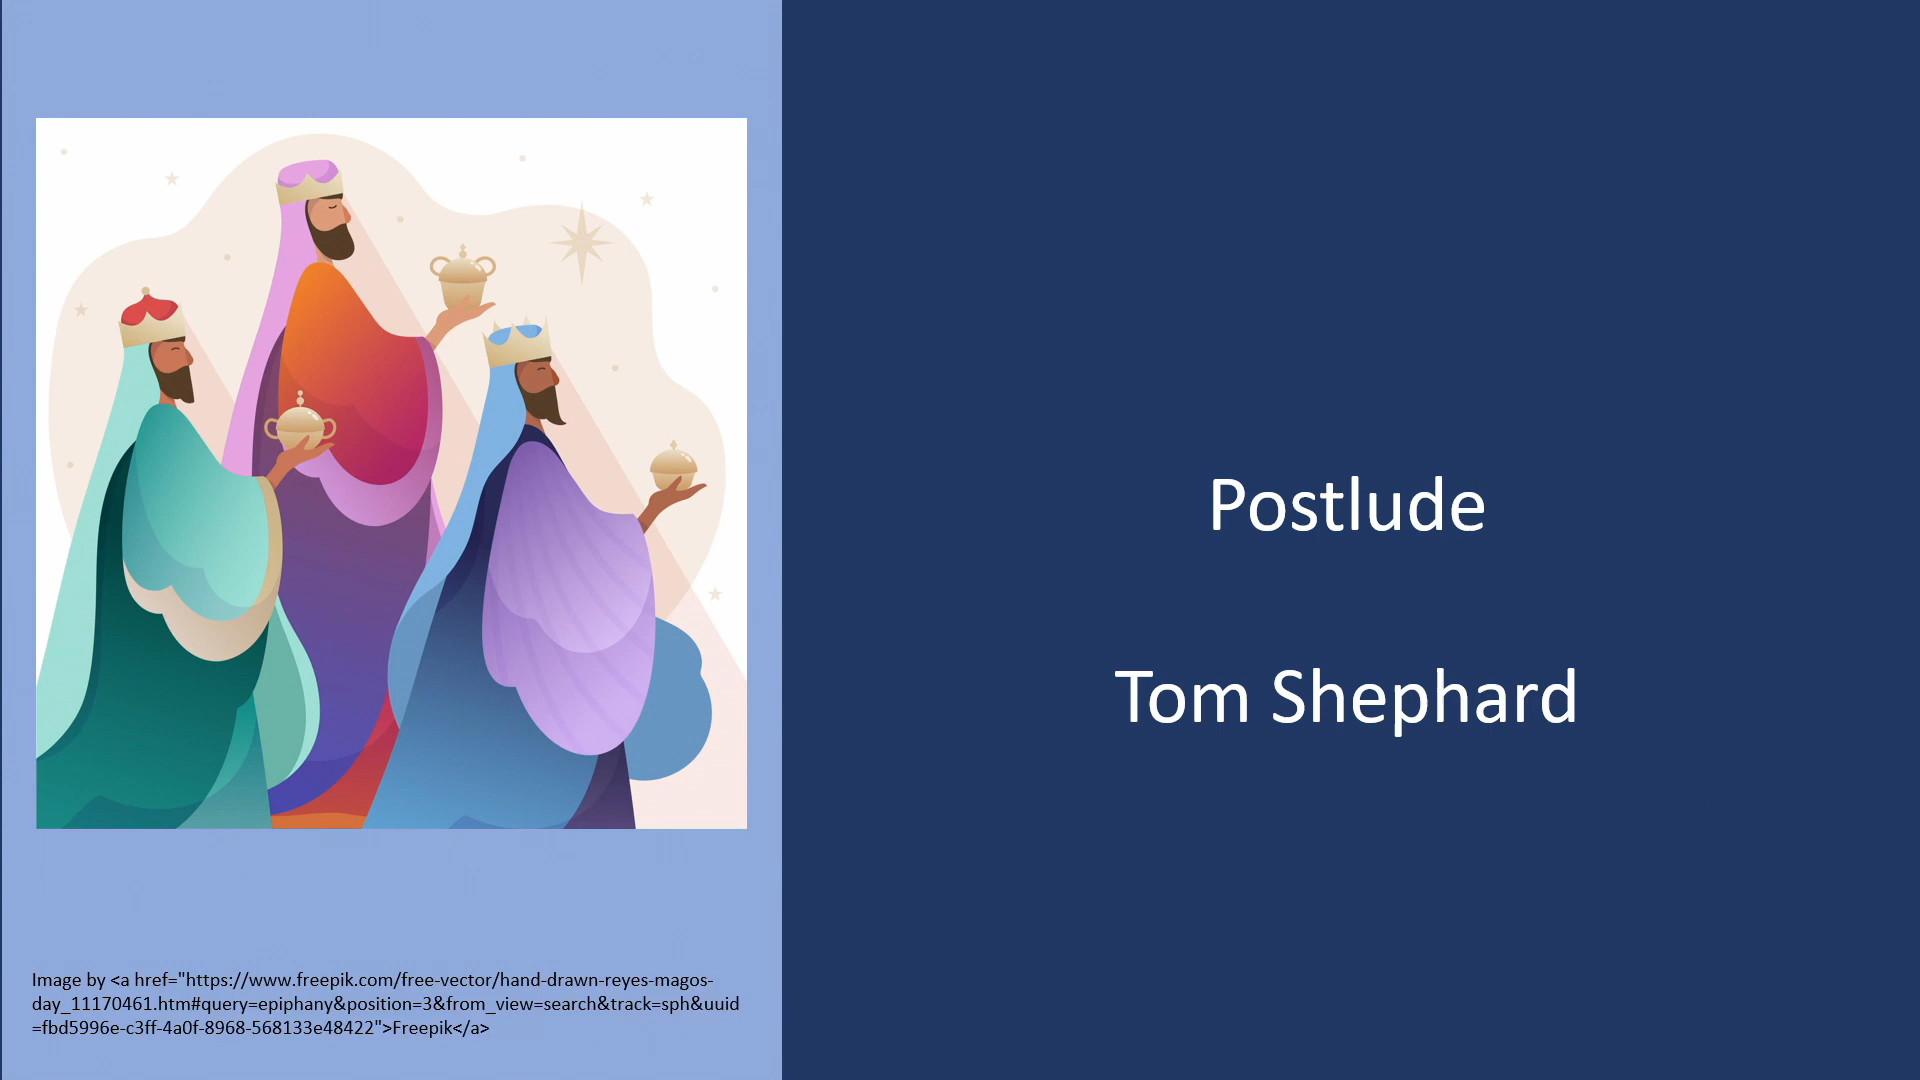 Postlude
Tom Shephard
Image by <a href="https://www.freepik.com/free-vector/hand-drawn-reyes-magos-
day_11170461.htm#query=epiphany&position=3&from_view=search&track=sph&uuid
=fbd5996e-c3ff-4a0f-8968-568133e48422">Freepik</a>